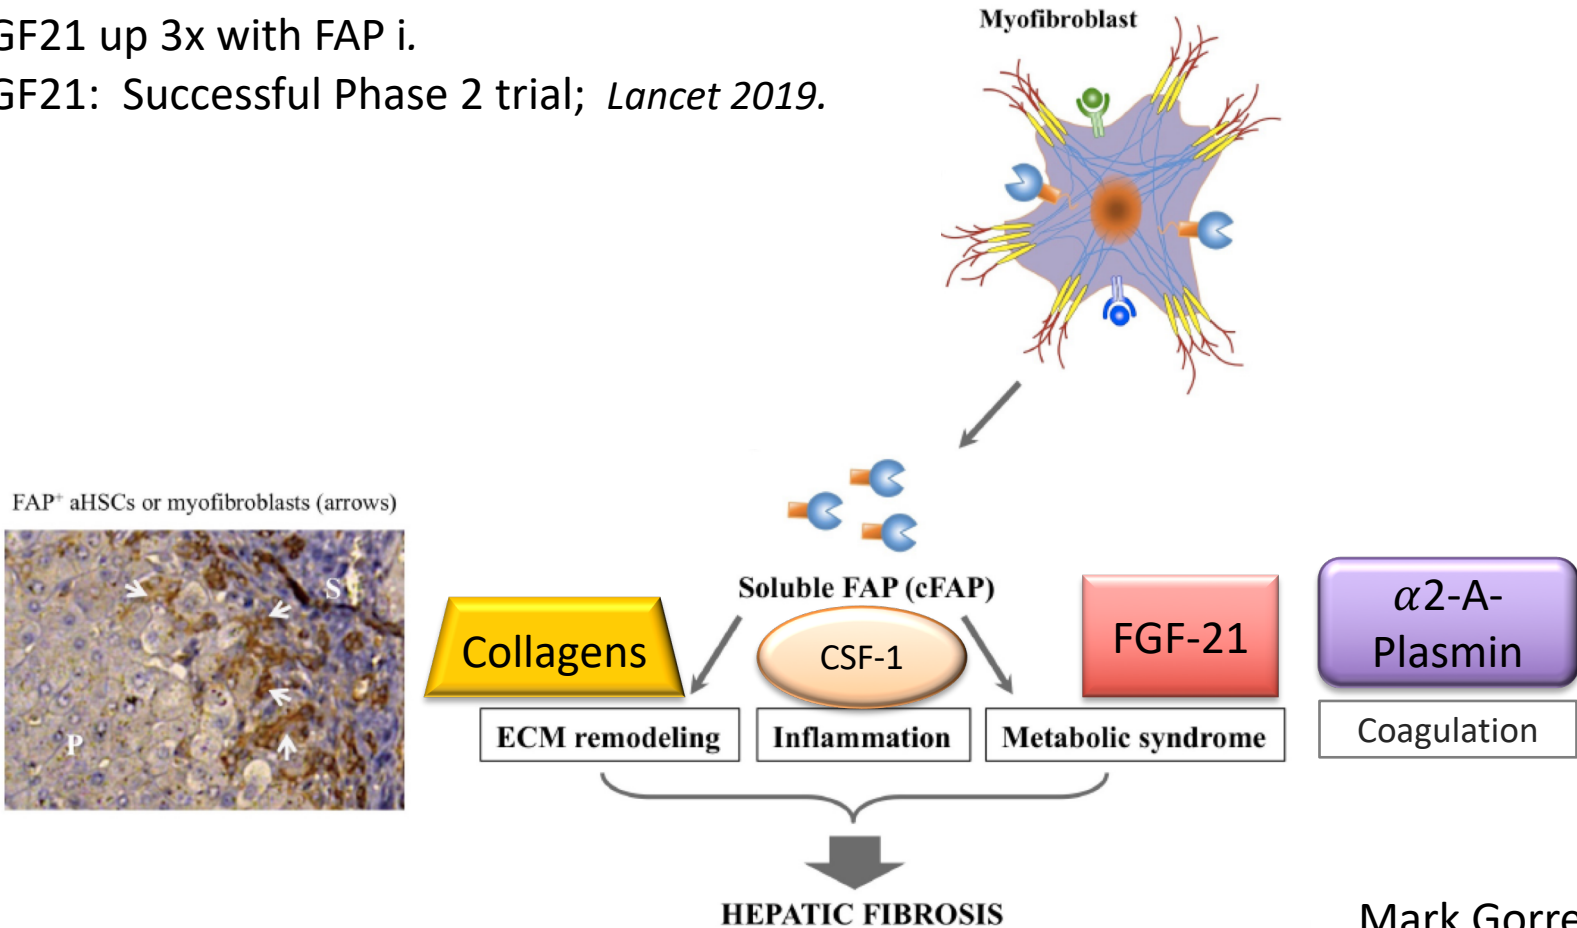 GF21 up 3x with FAP i.
GF21: Successful Phase 2 trial; Lancet 2019.
Myofibroblast
FAP⁺ aHSCs or myofibroblasts (arrows)
S
P
Soluble FAP (cFAP)
Collagens
CSF-1
FGF-21
α2-A-
Plasmin
ECM remodeling
Inflammation
Metabolic syndrome
Coagulation
HEPATIC FIBROSIS
Mark Gorre